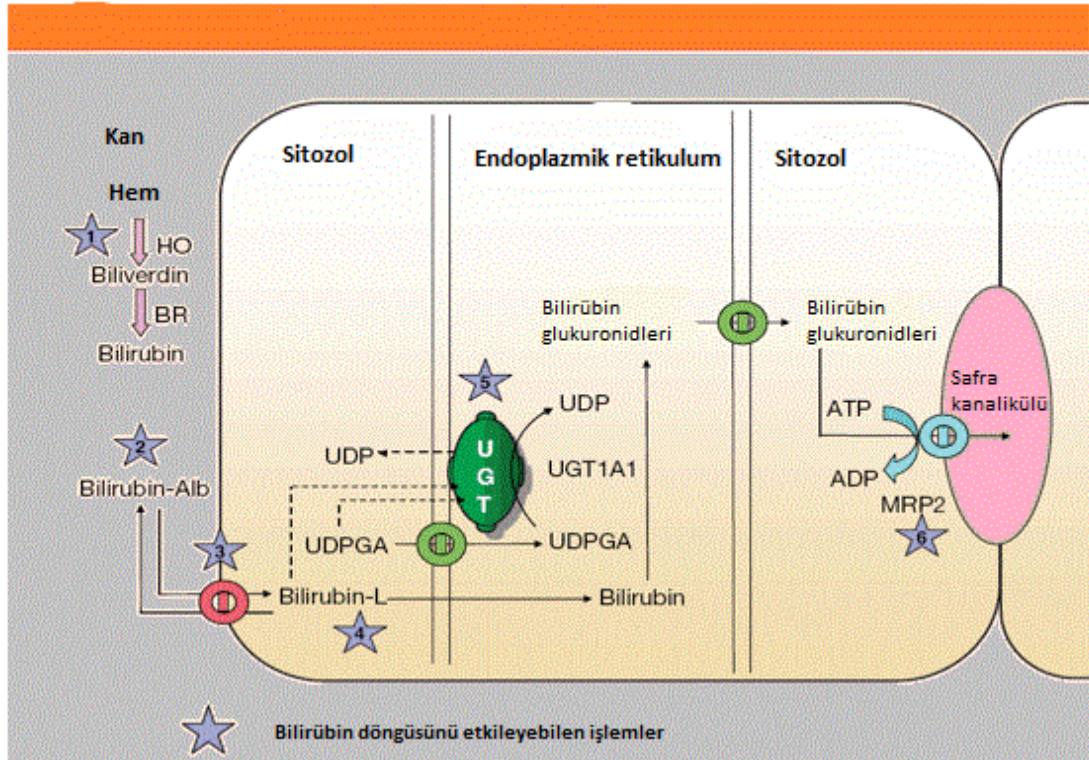 Kan
Sitozol
Endoplazmik retikulum
Sitozol
Hem
1
HO
Biliverdin
BR
Bilirubin
2
Bilirubin-Alb
3
Bilirübin
glukuronidleri
Bilirübin
glukuronidleri
5
UDP
UDP
UGT
UGT1A1
UDPGA
UDPGA
Bilirubin-L
Bilirubin
4
ATP
ADP
MRP2
6
Safra
kanalikülü
Bilirübin döngüsünü etkileyebilen işlemler